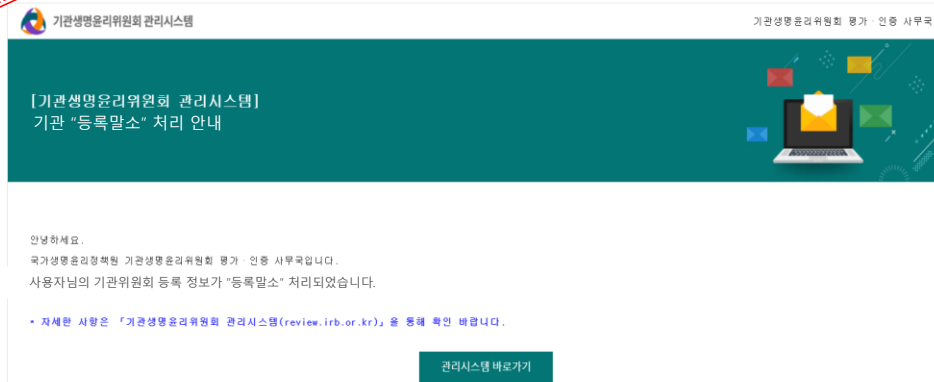 기관생명윤리위원회 관리시스템
기관생명윤리위원회 평가·인증 사무국
[기관생명윤리위원회 관리시스템]
기관 “등록말소” 처리 안내
안녕하세요.
국가생명윤리정책원 기관생명윤리위원회 평가·인증 사무국입니다.
사용자님의 기관위원회 등록 정보가 “등록말소” 처리되었습니다.
* 자세한 사항은 『기관생명윤리위원회 관리시스템(review.irb.or.kr)』을 통해 확인 바랍니다.
관리시스템 바로가기